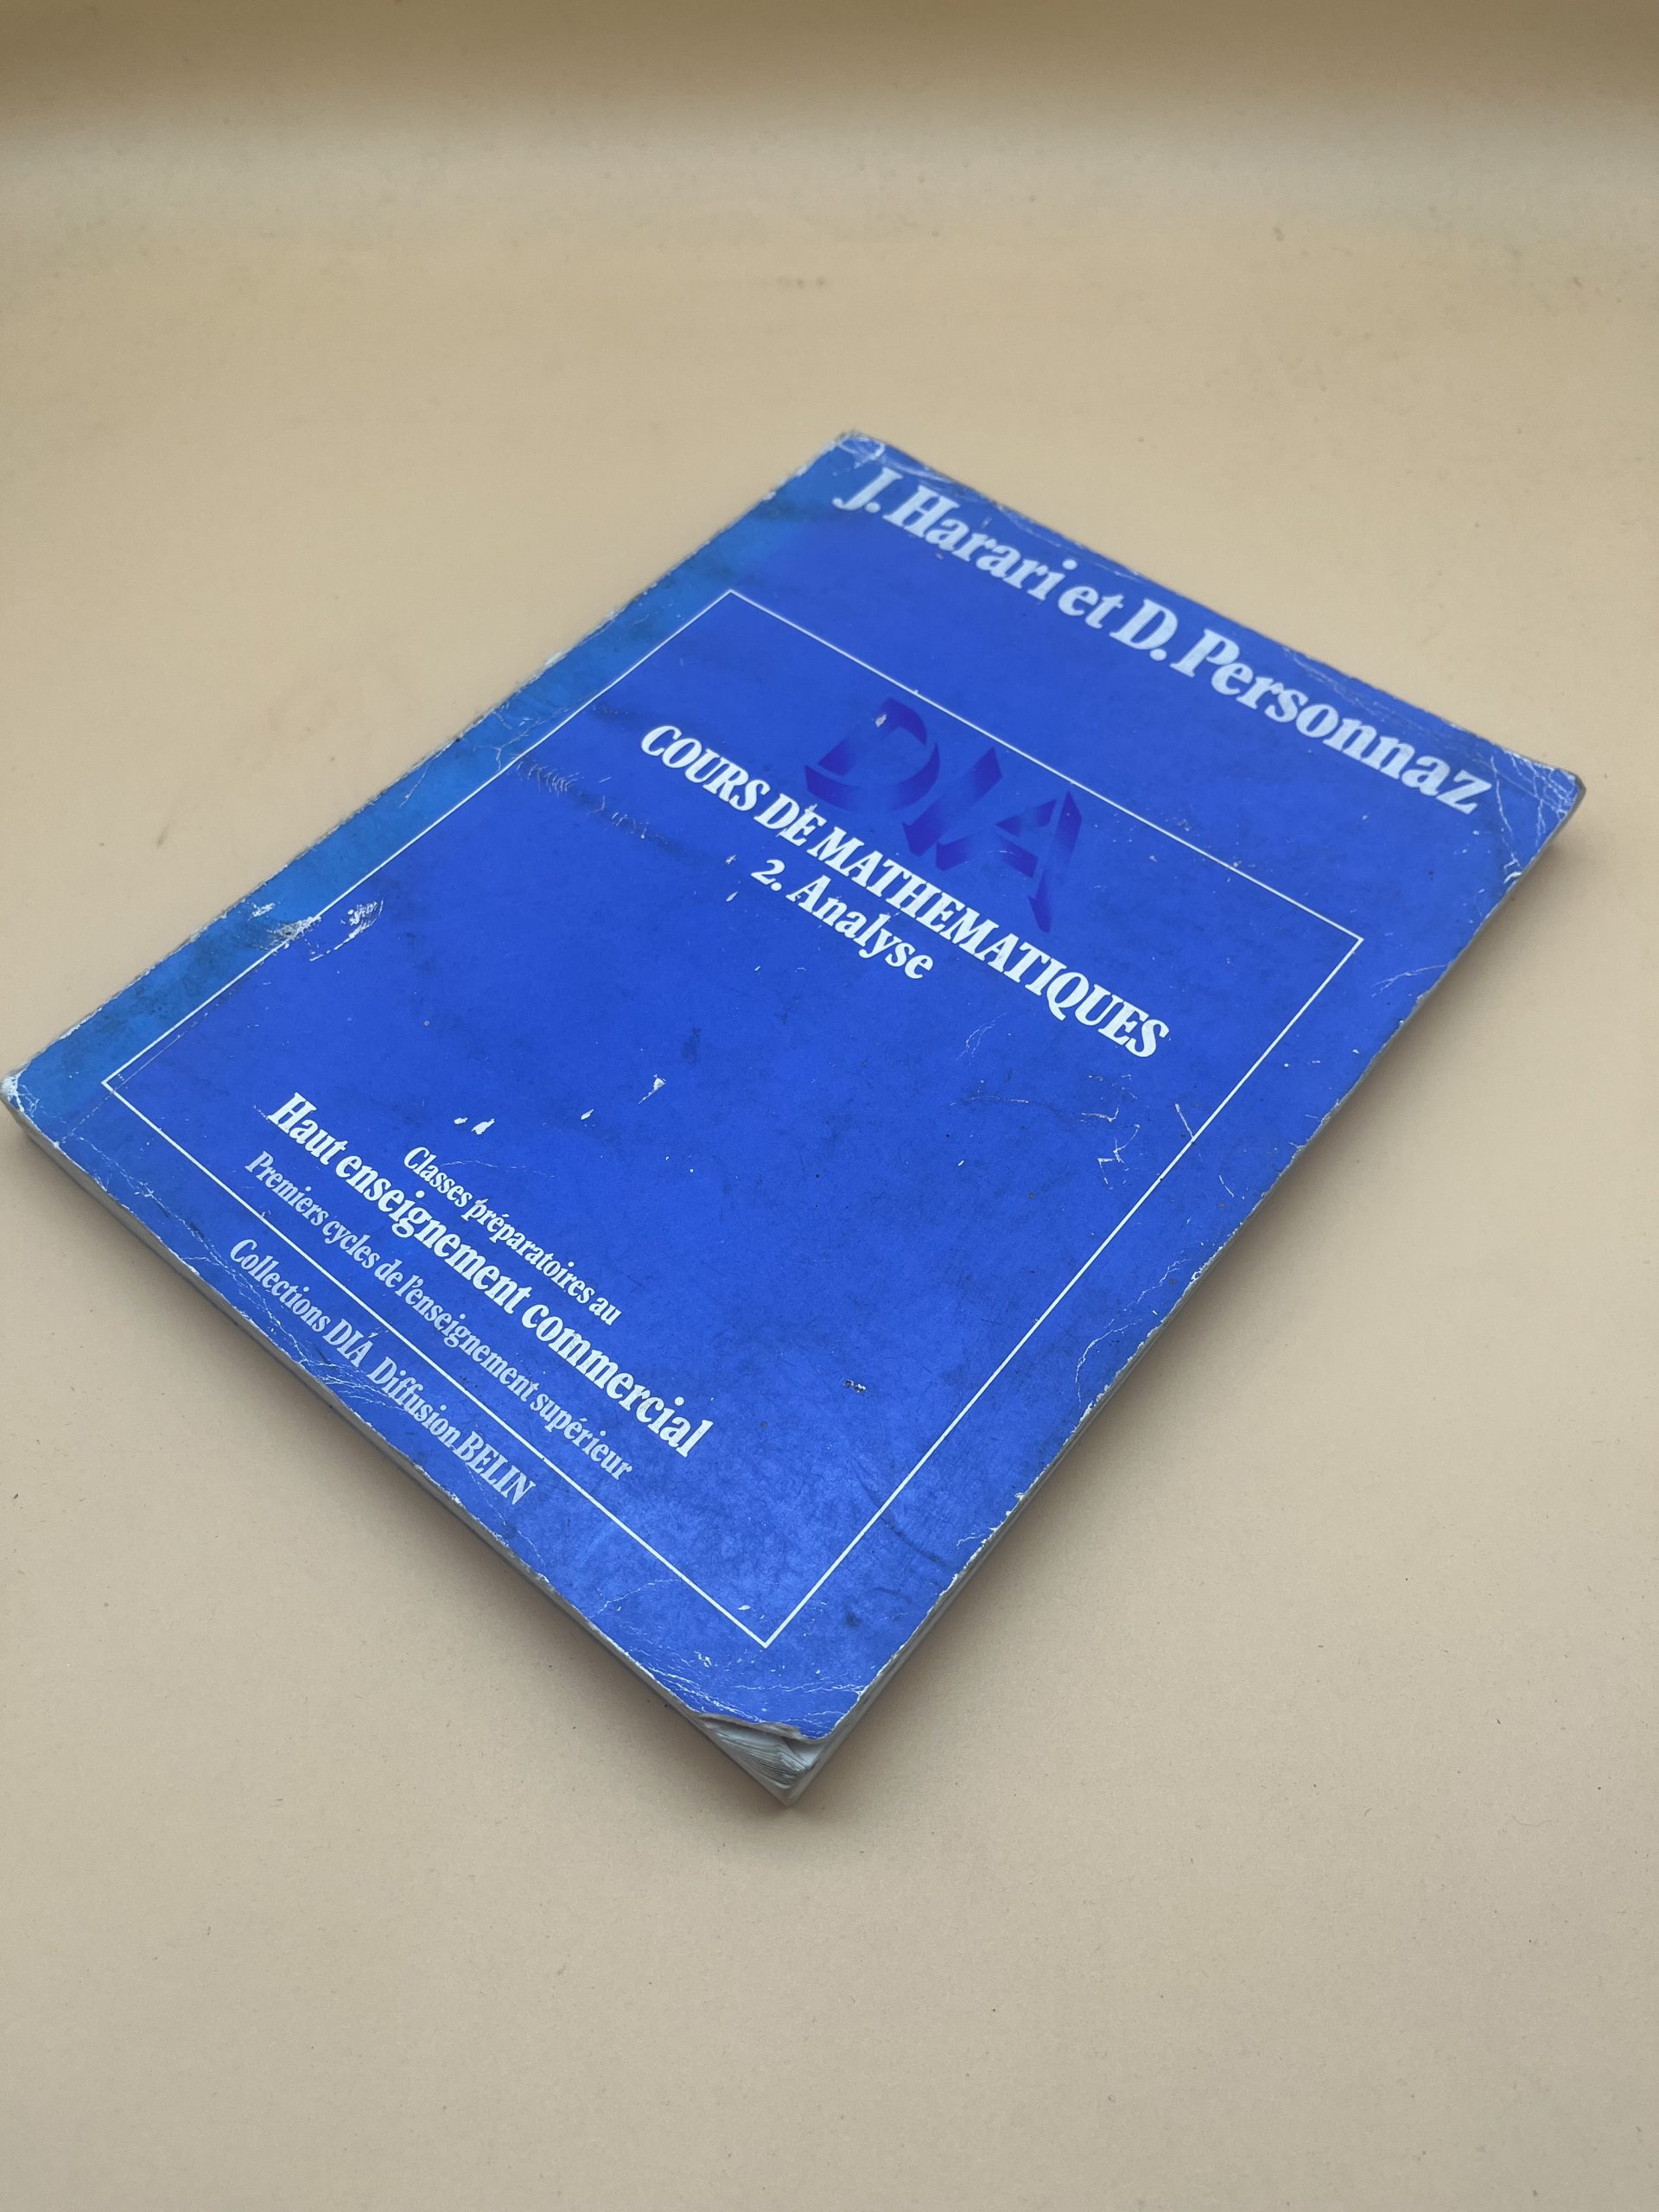 J. Harari et D. Personnaz
DIA
COURS DE MATHEMATIQUES
2. Analyse
Classes préparatoires au
Haut enseignement commercial
Premiers cycles de l'enseignement supérieur
Collections DIA Diffusion BELIN